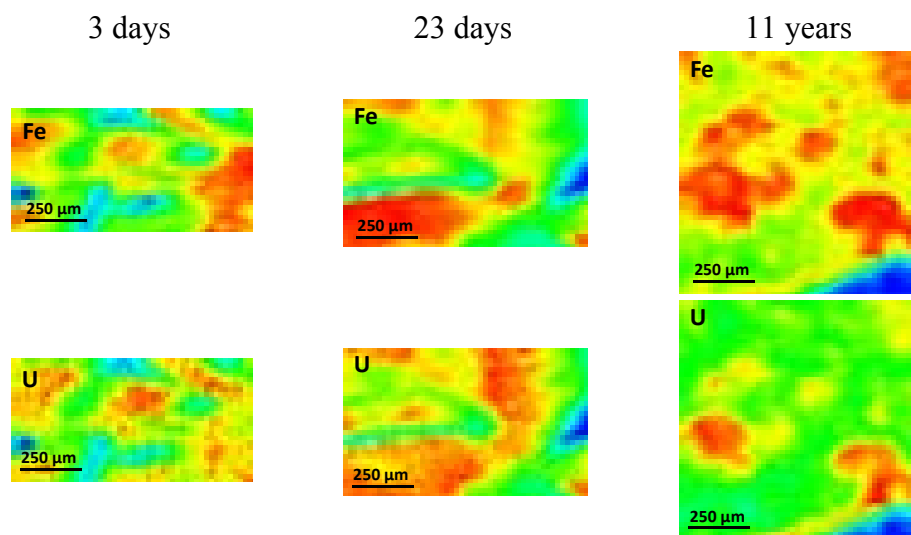 3 days 23 days 11 years
Fe Fe Fe
250 µm 250 µm 250 µm
U U U
250 µm 250 µm 250 µm